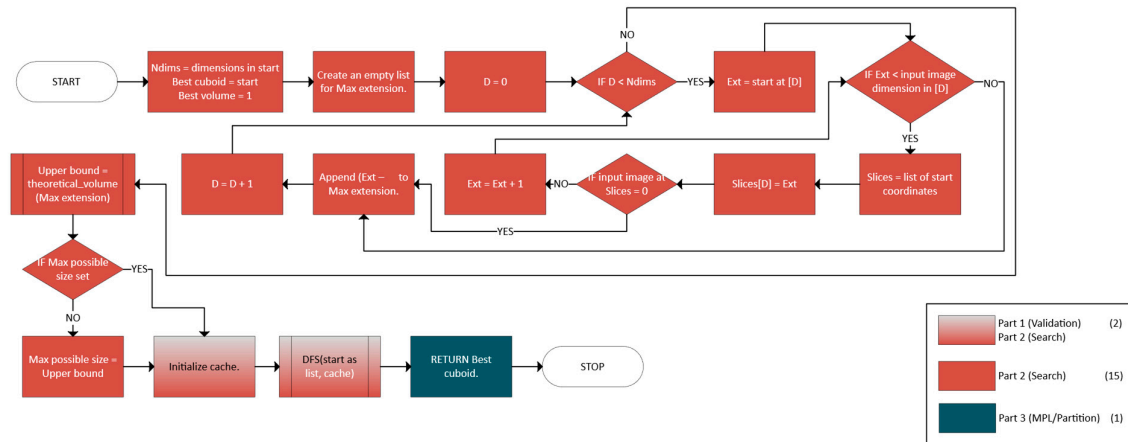 NO
START
Ndims = dimensions in start
Best cuboid = start
Best volume = 1
Create an empty list
for Max extension.
D = 0
IF D < Ndims
YES
Ext = start at [D]
IF Ext < input image
dimension in [D]
NO
YES
Upper bound =
theoretical_volume
(Max extension)
D = D + 1
Append (Ext – to
Max extension.
Ext = Ext + 1
NO
IF input image at
Slices = 0
Slices[D] = Ext
Slices = list of start
coordinates
YES
IF Max possible
size set
YES
NO
Max possible size =
Upper bound
Initialize cache.
DFS(start as
list, cache)
RETURN Best
cuboid.
STOP
Part 1 (Validation) (2)
Part 2 (Search)
Part 2 (Search) (15)
Part 3 (MPL/Partition) (1)